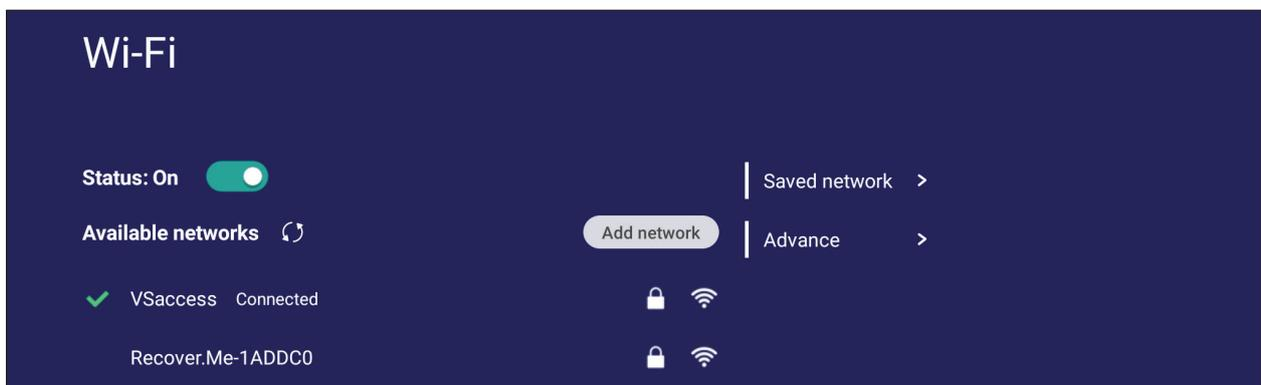 Wi-Fi
Status: On
Saved network
Available networks
Add network
Advance
VSaccess Connected
Recover.Me-1ADDC0